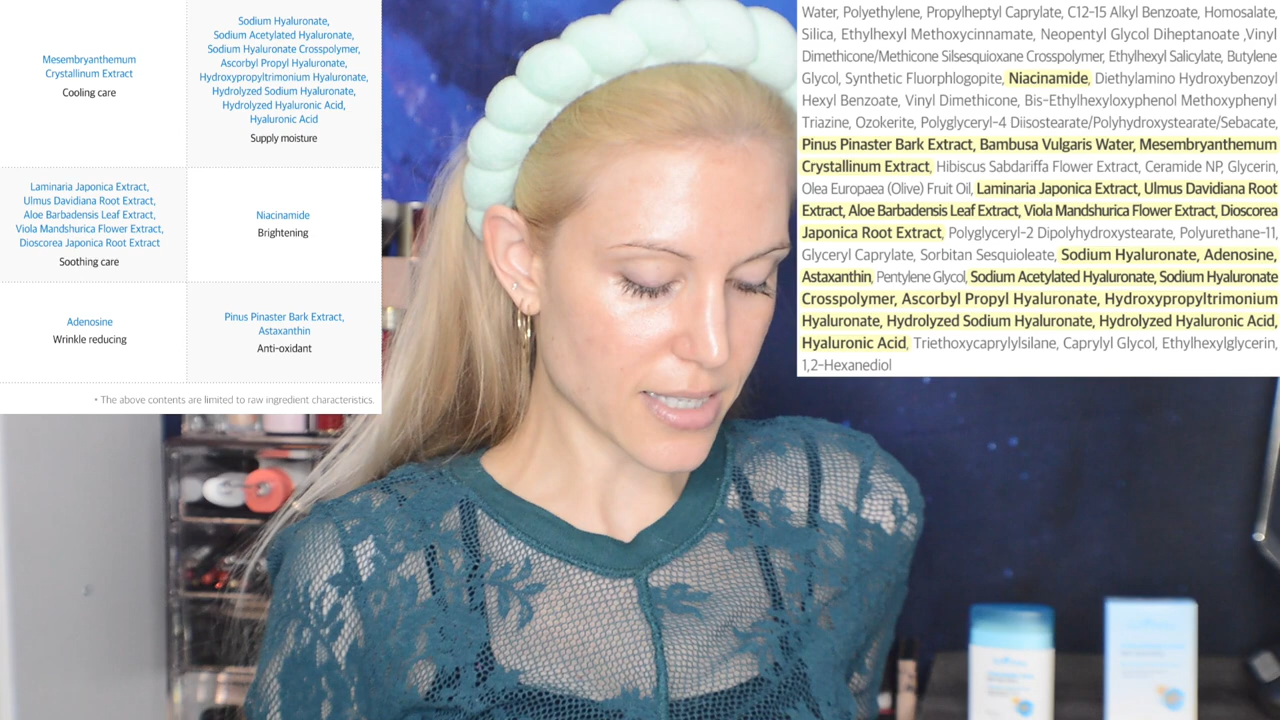 Mesembryanthemum
Crystallinum Extract
Cooling care
Sodium Hyaluronate,
Sodium Acetylated Hyaluronate,
Sodium Hyaluronate Crosspolymer,
Ascorbyl Propyl Hyaluronate,
Hydroxypropyltrimonium Hyaluronate,
Hydrolyzed Sodium Hyaluronate,
Hydrolyzed Hyaluronic Acid,
Hyaluronic Acid
Supply moisture
Laminaria Japonica Extract,
Ulmus Davidiana Root Extract,
Aloe Barbadensis Leaf Extract,
Viola Mandshurica Flower Extract,
Dioscorea Japonica Root Extract
Soothing care
Niacinamide
Brightening
Adenosine
Wrinkle reducing
Pinus Pinaster Bark Extract,
Astaxanthin
Anti-oxidant
* The above contents are limited to raw ingredient characteristics.
Water, Polyethylene, Propylheptyl Caprylate, C12-15 Alkyl Benzoate, Homosalate,
Silica, Ethylhexyl Methoxycinnamate, Neopentyl Glycol Diheptanoate ,Vinyl
Dimethicone/Methicone Silsesquioxane Crosspolymer, Ethylhexyl Salicylate, Butylene
Glycol, Synthetic Fluorphlogopite, Niacinamide, Diethylamino Hydroxybenzoyl
Hexyl Benzoate, Vinyl Dimethicone, Bis-Ethylhexyloxyphenol Methoxyphenyl
Triazine, Ozokerite, Polyglyceryl-4 Diisostearate/Polyhydroxystearate/Sebacate,
Pinus Pinaster Bark Extract, Bambusa Vulgaris Water, Mesembryanthemum
Crystallinum Extract, Hibiscus Sabdariffa Flower Extract, Ceramide NP, Glycerin,
Olea Europaea (Olive) Fruit Oil, Laminaria Japonica Extract, Ulmus Davidiana Root
Extract, Aloe Barbadensis Leaf Extract, Viola Mandshurica Flower Extract, Dioscorea
Japonica Root Extract, Polyglyceryl-2 Dipolyhydroxystearate, Polyurethane-11,
Glyceryl Caprylate, Sorbitan Sesquioleate, Sodium Hyaluronate, Adenosine,
Astaxanthin, Pentylene Glycol, Sodium Acetylated Hyaluronate, Sodium Hyaluronate
Crosspolymer, Ascorbyl Propyl Hyaluronate, Hydroxypropyltrimonium
Hyaluronate, Hydrolyzed Sodium Hyaluronate, Hydrolyzed Hyaluronic Acid,
Hyaluronic Acid, Triethoxycaprylylsilane, Caprylyl Glycol, Ethylhexylglycerin,
1,2-Hexanediol